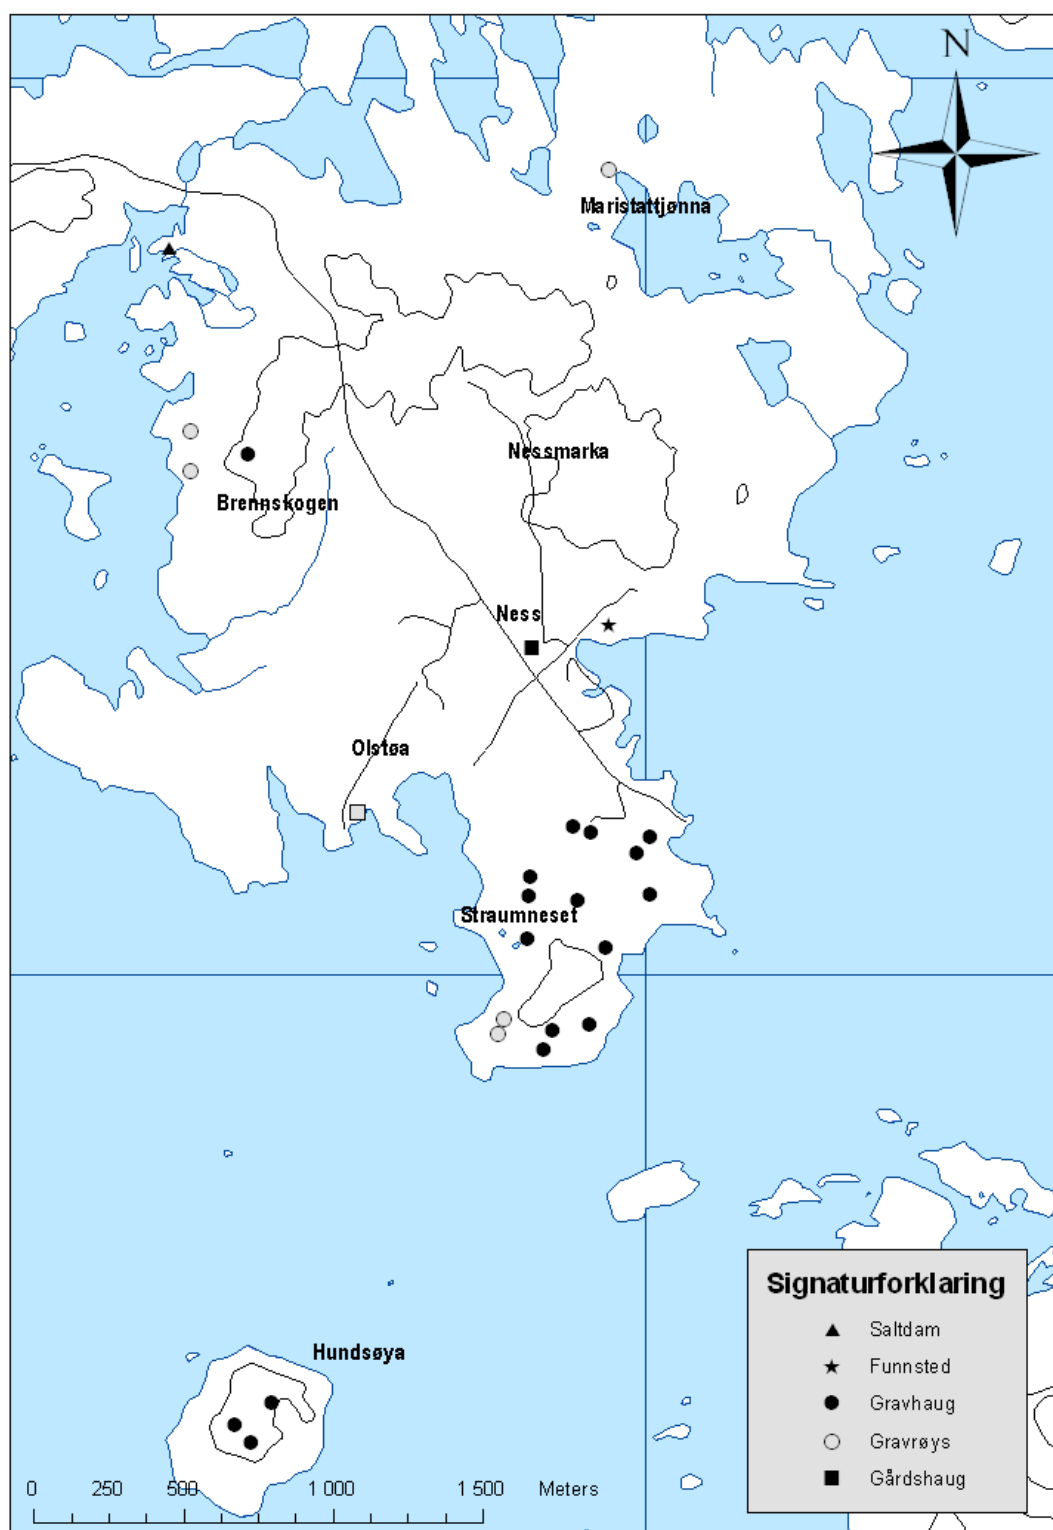 N
Maristattjønna
Nessmarka
Brennskogen
Ness
Olstøa
Straumneset
Hundsøya
Signaturforklaring
Saltdam
Funnsted
Gravhaug
Gravrøys
Gårdshaug
0 250 500 1 000 1 500 Meters